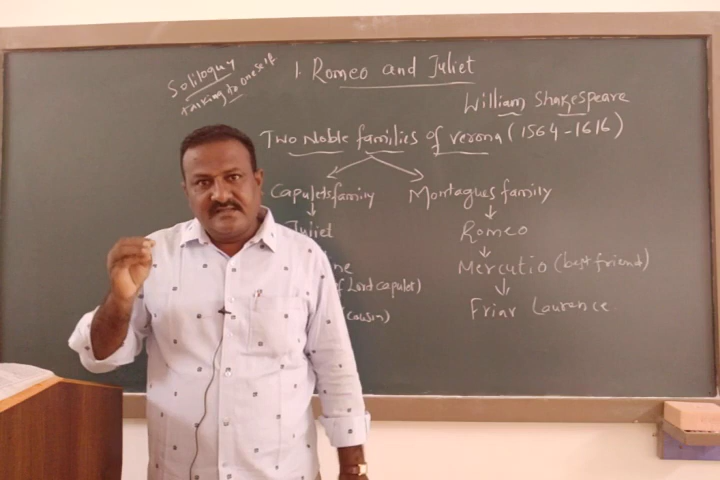 Soliloquy
talking to oneself
1. Romeo and Juliet
William Shakespeare
Two Noble families of verona (1564-1616)
Capulets family
Montagues family
Juliet
Romeo
Mercutio (best friend)
of Lord capulet)
Friar Laurence
(cousin)